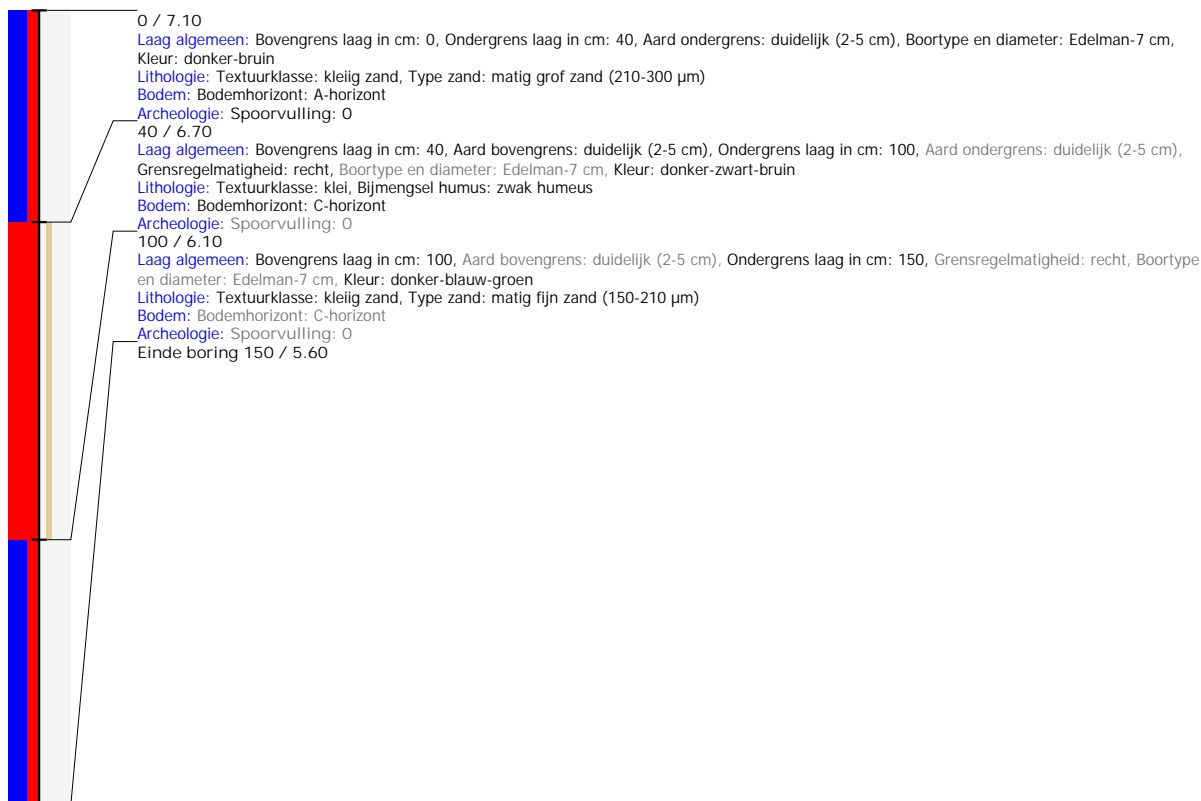 0 / 7.10
Laag algemeen: Bovengrens laag in cm: 0, Ondergrens laag in cm: 40, Aard ondergrens: duidelijk (2-5 cm), Boortype en diameter: Edelman-7 cm,
Kleur: donker-bruin
Lithologie: Textuurklasse: kleiig zand, Type zand: matig grof zand (210-300 µm)
Bodem: Bodemhorizont: A-horizont
Archeologie: Spoorvulling: 0
40 / 6.70
Laag algemeen: Bovengrens laag in cm: 40, Aard bovengrens: duidelijk (2-5 cm), Ondergrens laag in cm: 100, Aard ondergrens: duidelijk (2-5 cm),
Grensregelmatigheid: recht, Boortype en diameter: Edelman-7 cm, Kleur: donker-zwart-bruin
Lithologie: Textuurklasse: klei, Bijmengsel humus: zwak humeus
Bodem: Bodemhorizont: C-horizont
Archeologie: Spoorvulling: 0
100 / 6.10
Laag algemeen: Bovengrens laag in cm: 100, Aard bovengrens: duidelijk (2-5 cm), Ondergrens laag in cm: 150, Grensregelmatigheid: recht, Boortype
en diameter: Edelman-7 cm, Kleur: donker-blauw-groen
Lithologie: Textuurklasse: kleiig zand, Type zand: matig fijn zand (150-210 µm)
Bodem: Bodemhorizont: C-horizont
Archeologie: Spoorvulling: 0
Einde boring 150 / 5.60